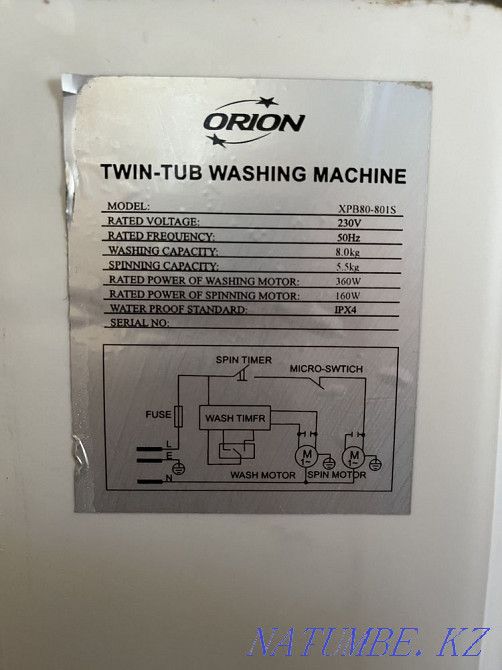 ORION
TWIN-TUB WASHING MACHINE
MODEL: XPB80-801S
RATED VOLTAGE: 230V
RATED FREQUENCY: 50Hz
WASHING CAPACITY: 8.0kg
SPINNING CAPACITY: 5.5kg
RATED POWER OF WASHING MOTOR: 360W
RATED POWER OF SPINNING MOTOR: 160W
WATER PROOF STANDARD: IPX4
SERIAL NO:
SPIN TIMER
MICRO-SWTICH
FUSE
WASH TIMFR
L
E
N
M
1~
M
1~
WASH MOTOR
SPIN MOTOR
NATUMBE. KZ